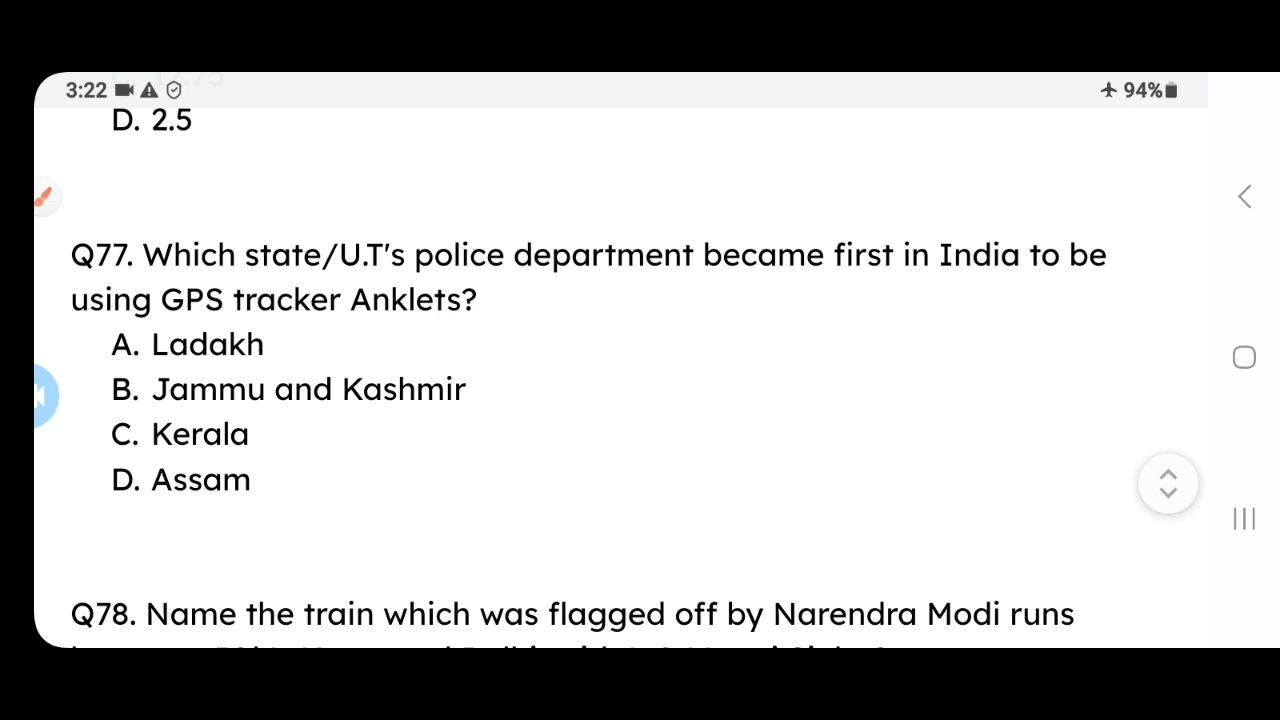 3:22
94%
D. 2.5
Q77. Which state/U.T's police department became first in India to be
using GPS tracker Anklets?
A. Ladakh
B. Jammu and Kashmir
C. Kerala
D. Assam
Q78. Name the train which was flagged off by Narendra Modi runs